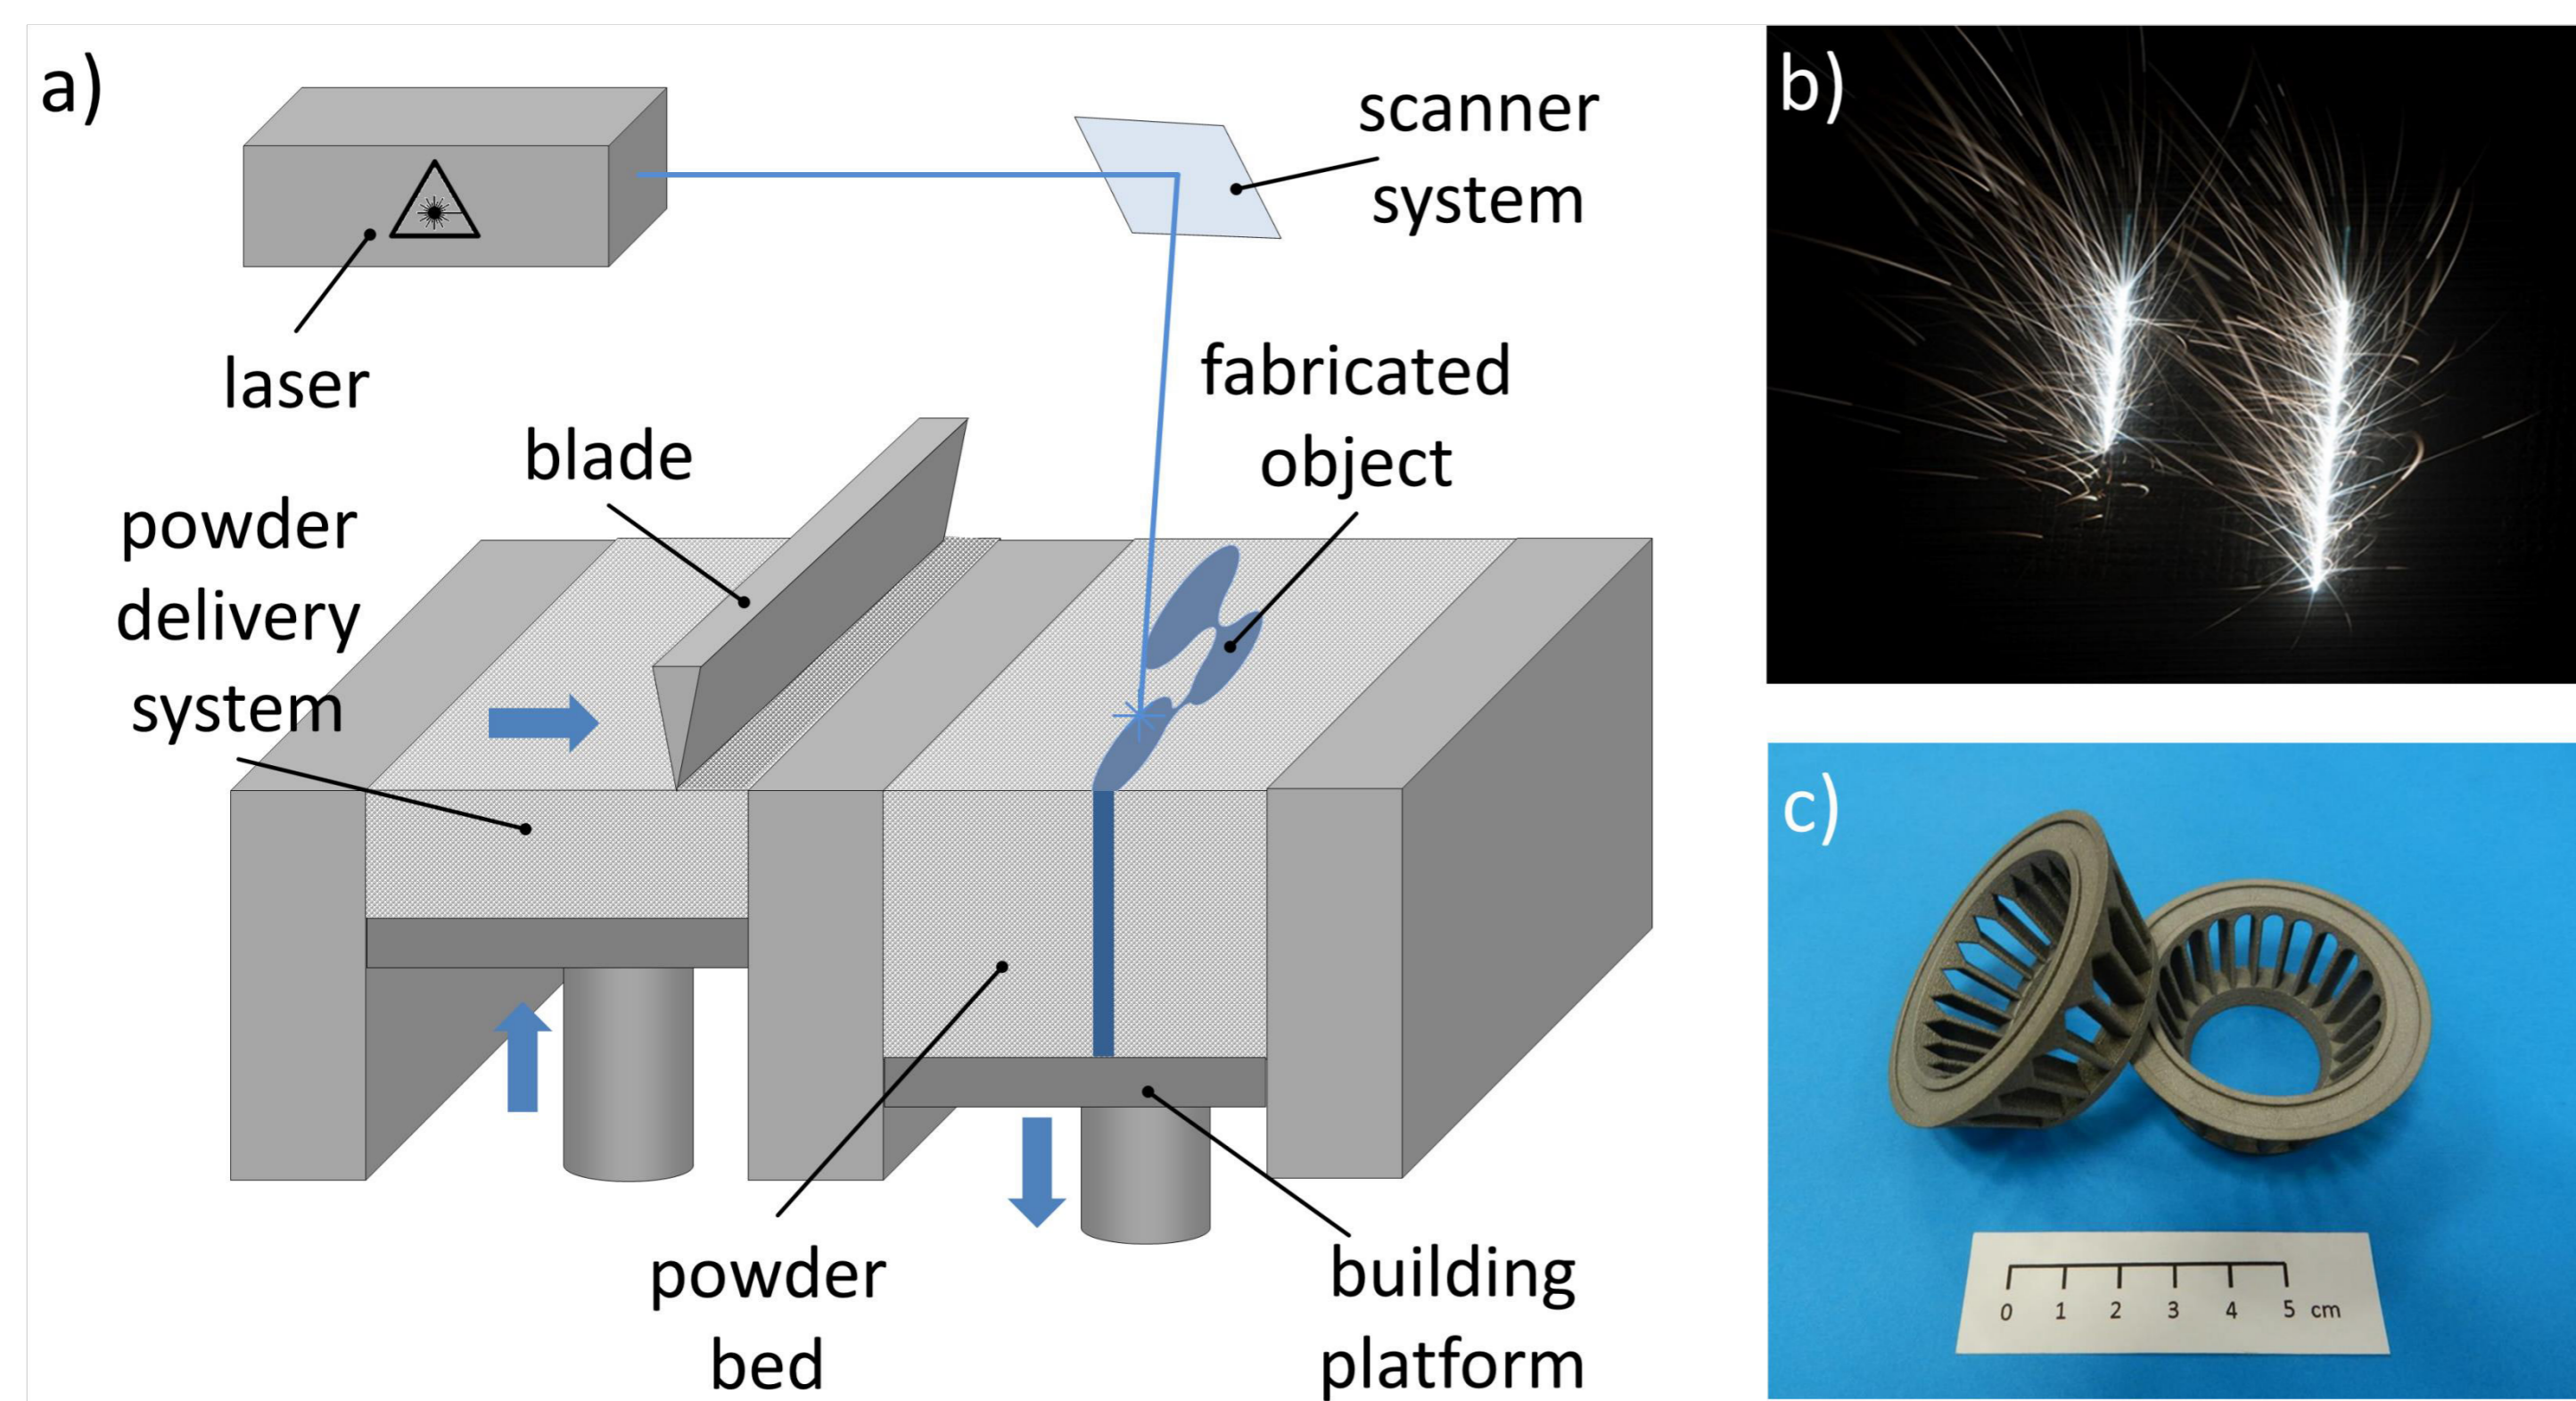 a)
scanner
system
laser
fabricated
object
blade
powder
delivery
system
powder
bed
building
platform
b)
c)
0 1 2 3 4 5 cm